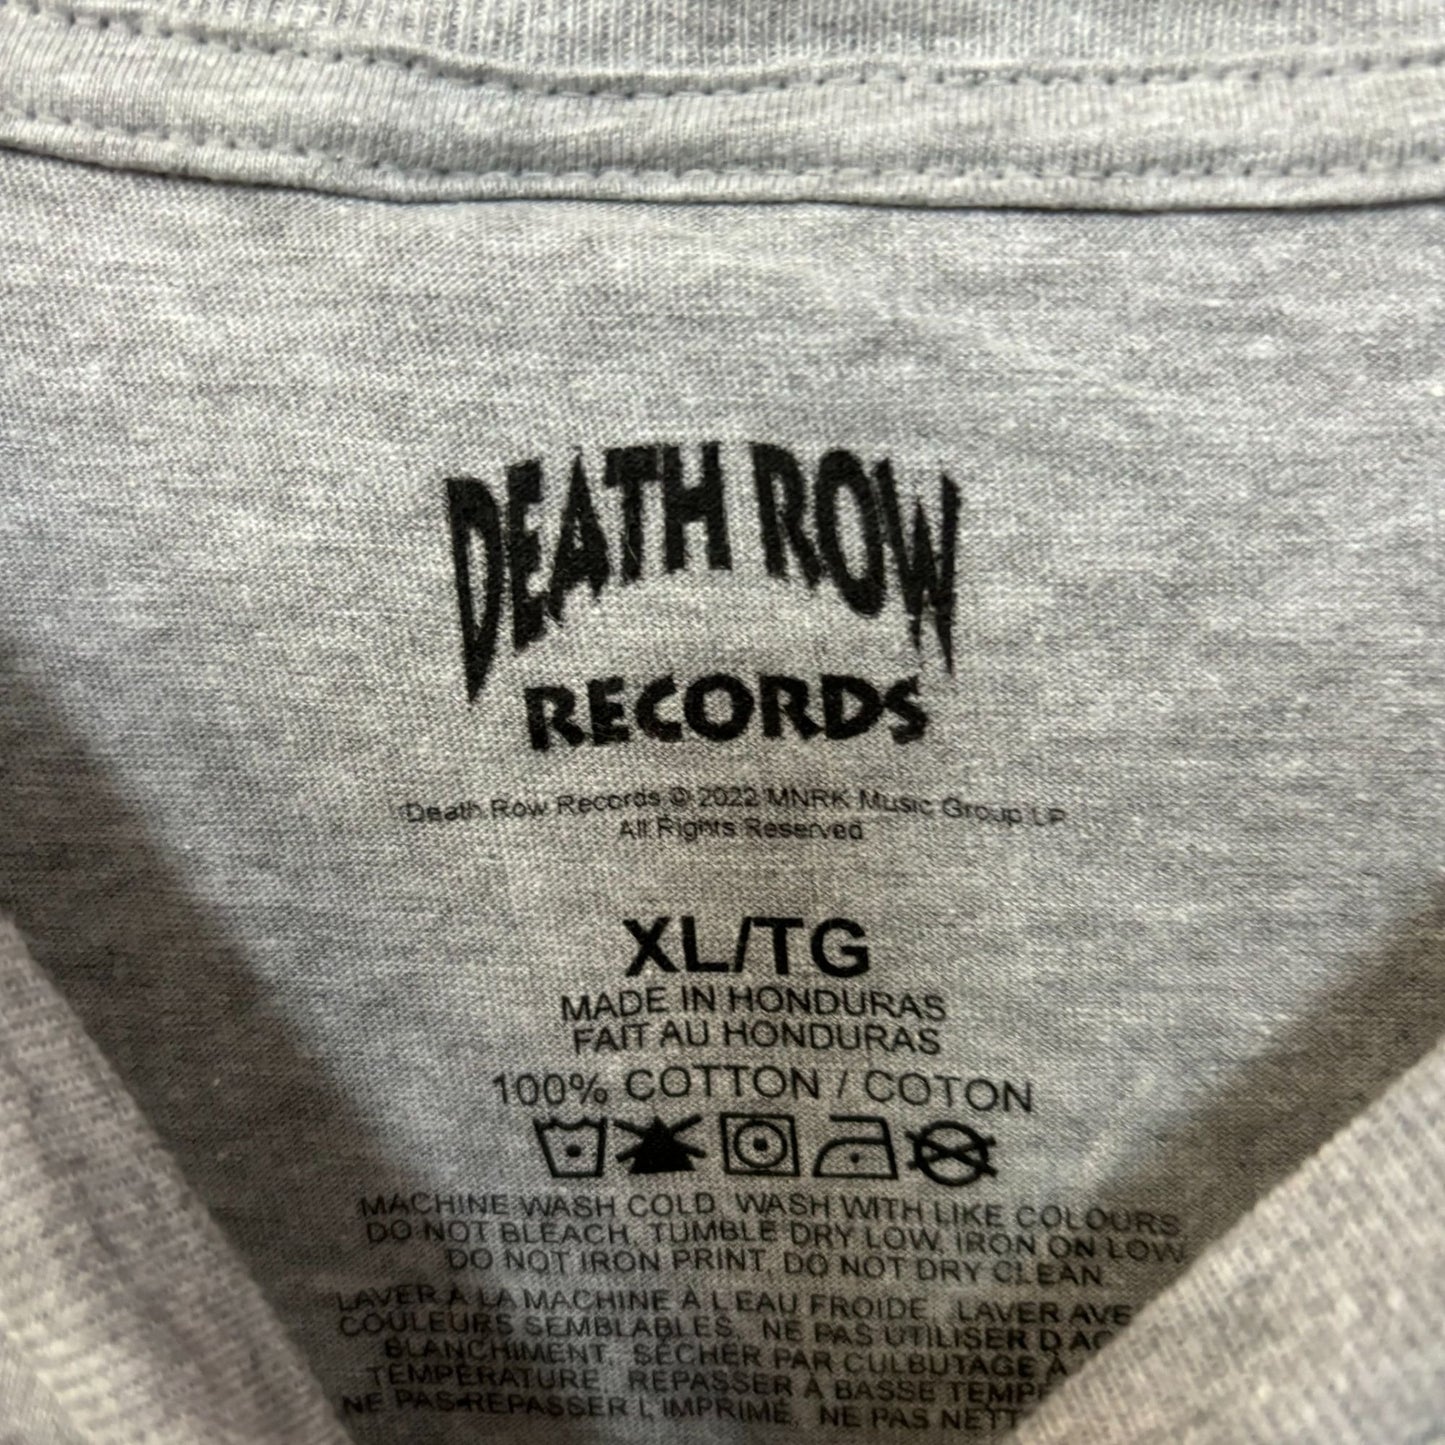 DEATH ROW
RECORDS
Death Row Records © 2022 MNRK Music Group LP
All Rights Reserved
XL/TG
MADE IN HONDURAS
FAIT AU HONDURAS
100% COTTON / COTON
MACHINE WASH COLD, WASH WITH LIKE COLOURS
DO NOT BLEACH, TUMBLE DRY LOW, IRON ON LOW
DO NOT IRON PRINT, DO NOT DRY CLEAN.
LAVER À LA MACHINE À L'EAU FROIDE, LAVER
COULEURS SEMBLABLES, NE PAS UTILISER
BLANCHIMENT, SÉCHER PAR CULBUTAGE À
TEMPÉRATURE, REPASSER À BASSE
NE PAS REPASSER L'IMPRIMÉ, NE PAS